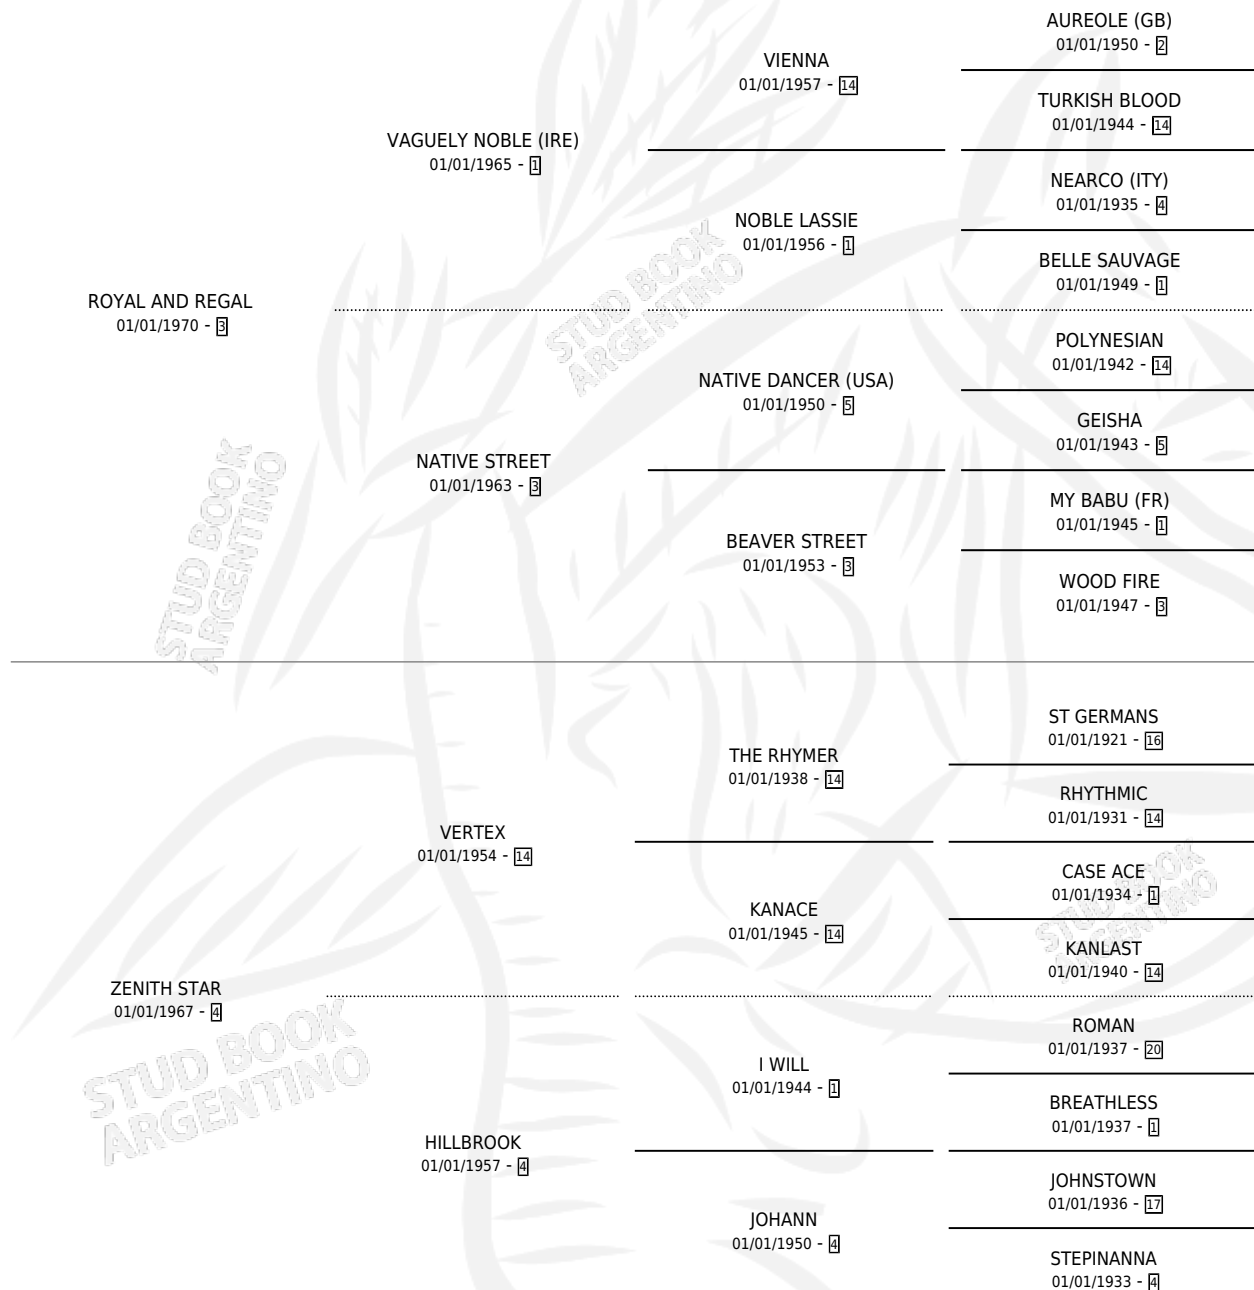 AUREOLE (GB)
01/01/1950 - 2
VIENNA
01/01/1957 - 14
TURKISH BLOOD
01/01/1944 - 14
VAGUELY NOBLE (IRE)
01/01/1965 - 1
NEARCO (ITY)
01/01/1935 - 4
NOBLE LASSIE
01/01/1956 - 1
BELLE SAUVAGE
01/01/1949 - 1
ROYAL AND REGAL
01/01/1970 - 3
STUD BOOK
ARGENTINO
POLYNESIAN
01/01/1942 - 14
NATIVE DANCER (USA)
01/01/1950 - 5
GEISHA
01/01/1943 - 5
NATIVE STREET
01/01/1963 - 3
MY BABU (FR)
01/01/1945 - 1
BEAVER STREET
01/01/1953 - 3
WOOD FIRE
01/01/1947 - 3
STUD BOOK
ARGENTINO
ST GERMANS
01/01/1921 - 16
THE RHYMER
01/01/1938 - 14
RHYTHMIC
01/01/1931 - 14
VERTEX
01/01/1954 - 14
CASE ACE
01/01/1934 - 1
KANACE
01/01/1945 - 14
STUD BOOK
ARGENTINO
KANLAST
01/01/1940 - 14
ZENITH STAR
01/01/1967 - 4
STUD BOOK
ARGENTINO
ROMAN
01/01/1937 - 20
I WILL
01/01/1944 - 1
BREATHLESS
01/01/1937 - 1
HILLBROOK
01/01/1957 - 4
JOHNSTOWN
01/01/1936 - 17
JOHANN
01/01/1950 - 4
STEPINANNA
01/01/1933 - 4